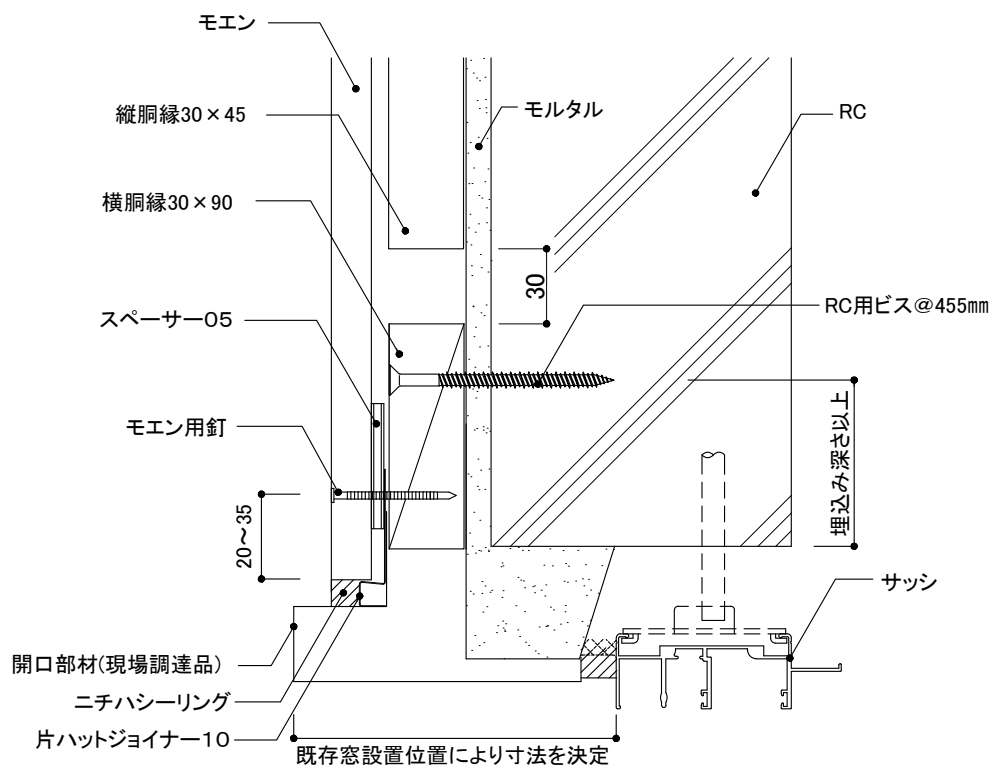 モエン
縦胴縁30×45
モルタル
RC
横胴縁30×90
30
スペーサー05
RC用ビス@455mm
モエン用釘
埋込み深さ以上
20~35
サッシ
開口部材(現場調達品)
ニチハシーリング
片ハットジョイナー10
既存窓設置位置により寸法を決定